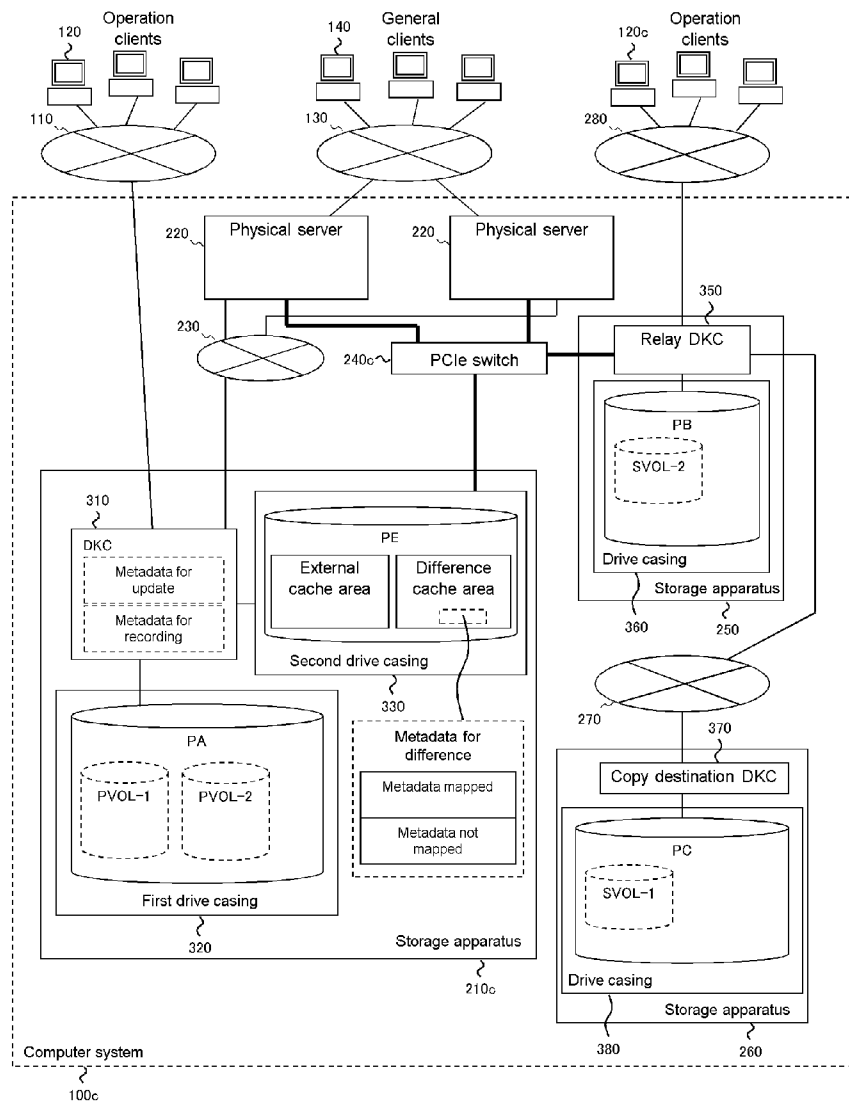 Operation
clients
General
clients
Operation
clients
120
140
120c
110
130
280
220
Physical server
220
Physical server
230
350
Relay DKC
240c
PCIe switch
PB
SVOL-2
Drive casing
Storage apparatus
360
250
310
DKC
Metadata for
update
Metadata for
recording
PE
External
cache area
Difference
cache area
Second drive casing
330
270
370
Metadata for
difference
Metadata mapped
Metadata not
mapped
PA
PVOL-1
PVOL-2
First drive casing
320
Storage apparatus
210c
Copy destination DKC
PC
SVOL-1
Drive casing
Storage apparatus
380
260
Computer system
100c